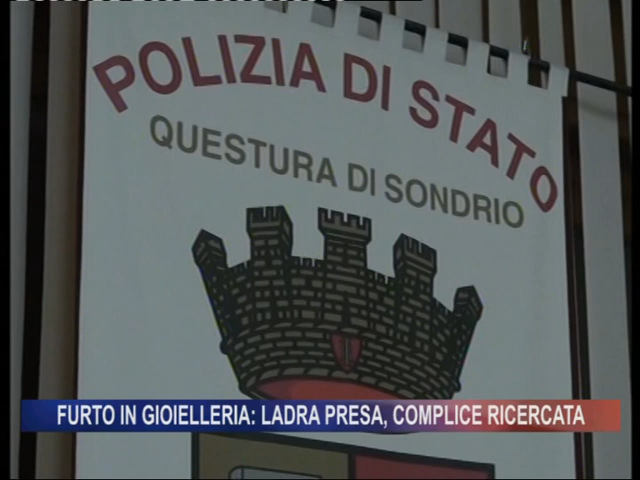 POLIZIA DI STATO
QUESTURA DI SONDRIO
FURTO IN GIOIELLERIA: LADRA PRESA, COMPLICE RICERCATA